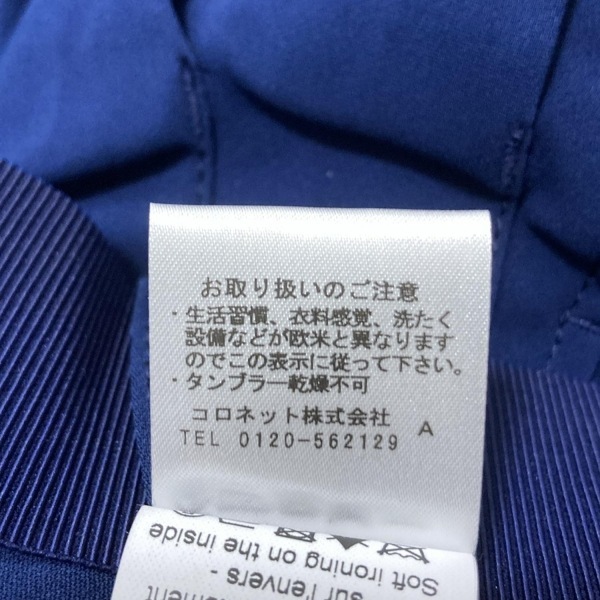 お取り扱いのご注意
・生活習慣、衣料感覚、洗たく
設備などが欧米と異なります
のでこの表示に従って下さい。
・タンブラー乾燥不可
コロネット株式会社 A
TEL 0120-562129
Soft ironing on the inside
sur l'envers -